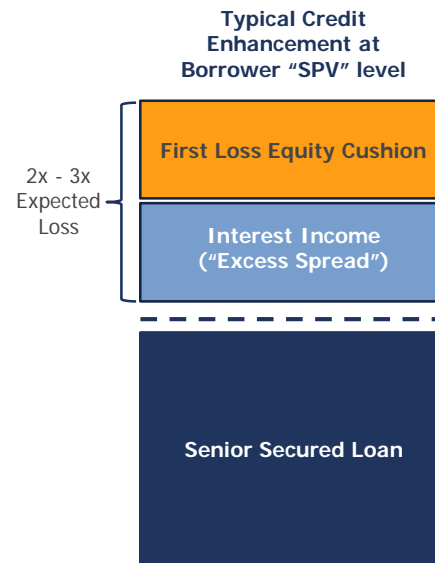 Typical Credit
Enhancement at
Borrower “SPV” level
First Loss Equity Cushion
2x - 3x
Expected
Loss
Interest Income
(“Excess Spread”)
Senior Secured Loan